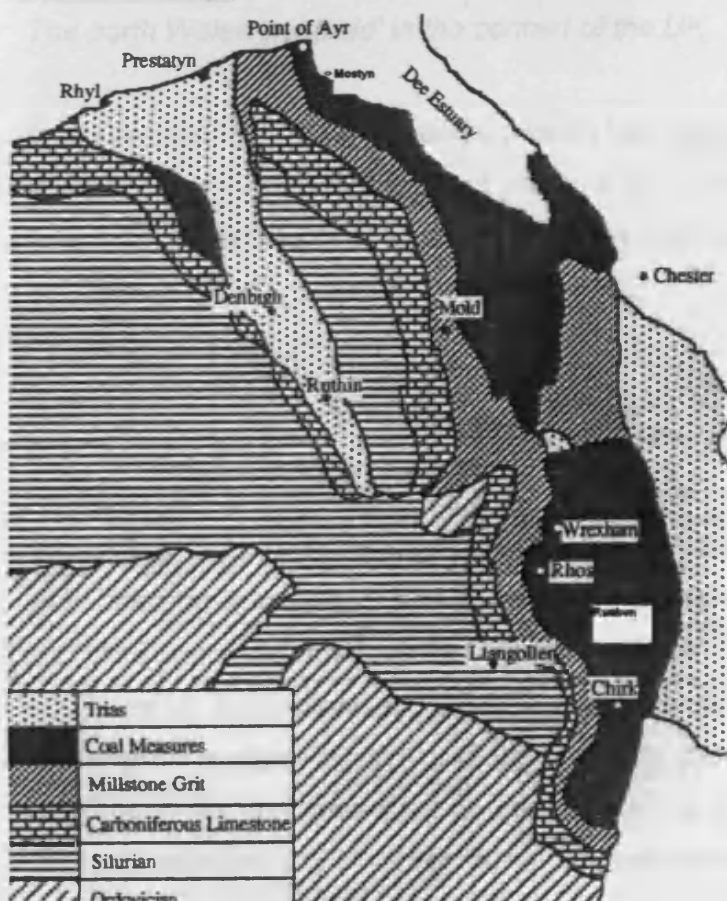 Point of Ayr
Prestatyn
Mostyn
Rhyl
Dee Estuary
Chester
Denbigh
Mold
Ruthin
Wrexham
Rhos
Llangollen
Chirk
Trias
Coal Measures
Millstone Grit
Carboniferous Limestone
Silurian